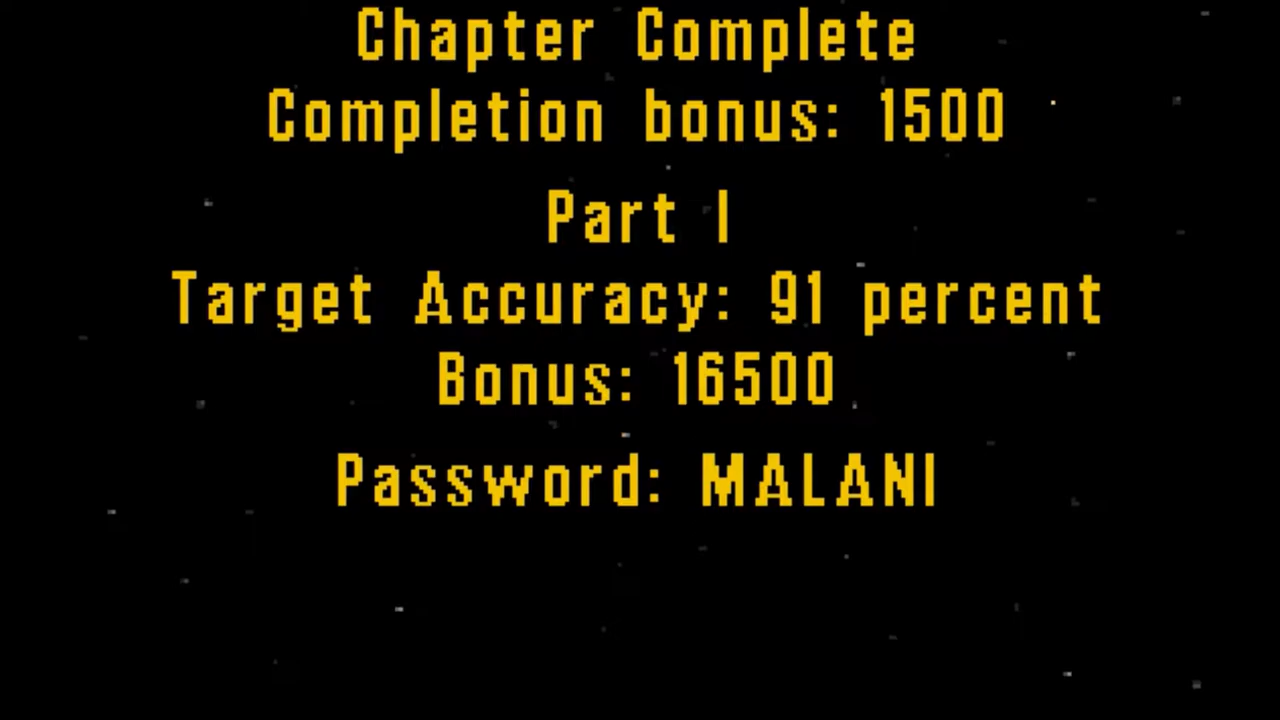 Chapter Complete
Completion bonus: 1500
Part I
Target Accuracy: 91 percent
Bonus: 16500
Password: MALANI